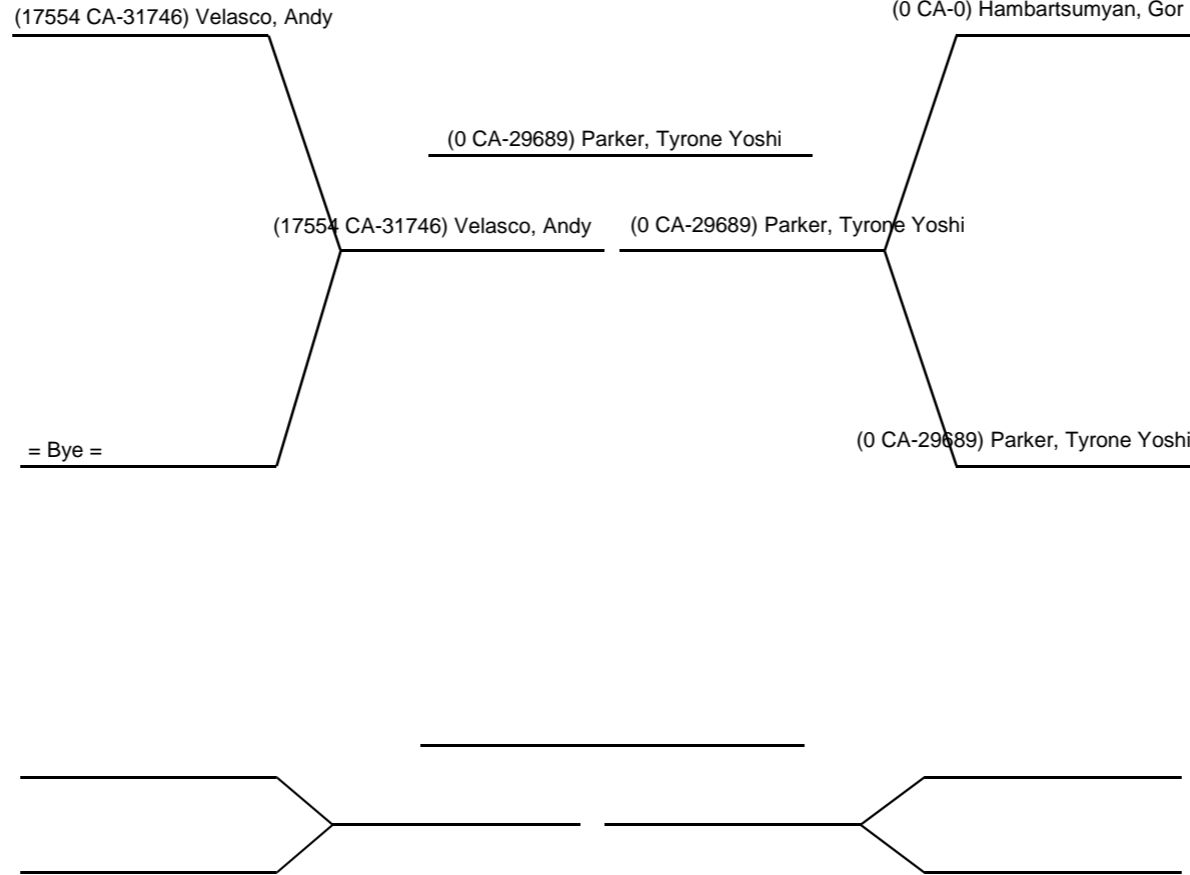 (17554 CA-31746) Velasco, Andy
(0 CA-0) Hambartsumyan, Gor
(0 CA-29689) Parker, Tyrone Yoshi
(17554 CA-31746) Velasco, Andy
(0 CA-29689) Parker, Tyrone Yoshi
= Bye =
(0 CA-29689) Parker, Tyrone Yoshi